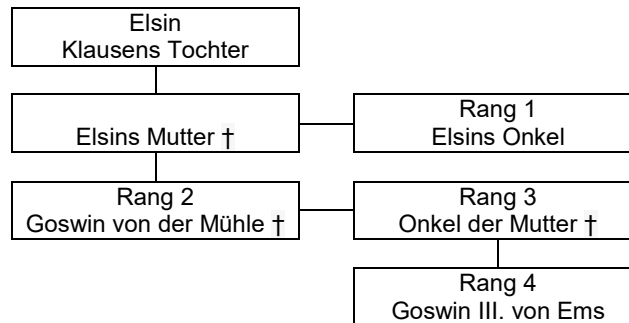 Elsin
Klausens Tochter
Elsins Mutter †
Rang 1
Elsins Onkel
Rang 2
Goswin von der Mühle †
Rang 3
Onkel der Mutter †
Rang 4
Goswin III. von Ems